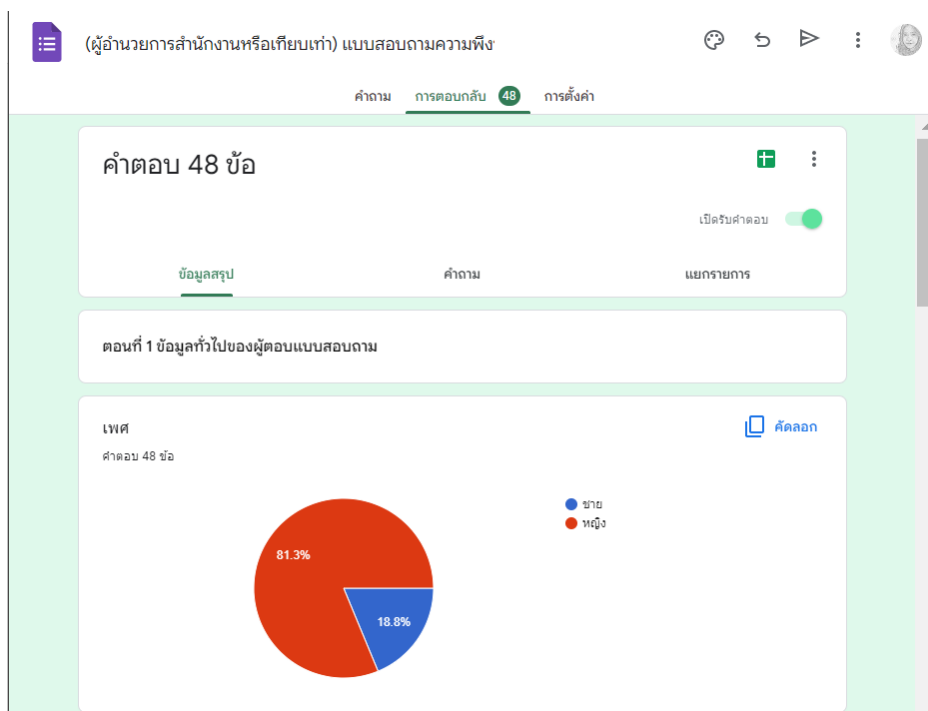 (ผู้อำนวยการสำนักงานหรือเทียบเท่า) แบบสอบถามความพึง
คำถาม การตอบกลับ 48 การตั้งค่า
คำตอบ 48 ข้อ
เปิดรับคำตอบ
ข้อมูลสรุป คำถาม แยกรายการ
ตอนที่ 1 ข้อมูลทั่วไปของผู้ตอบแบบสอบถาม
เพศ คัดลอก
คำตอบ 48 ข้อ
ชาย
หญิง
81.3%
18.8%